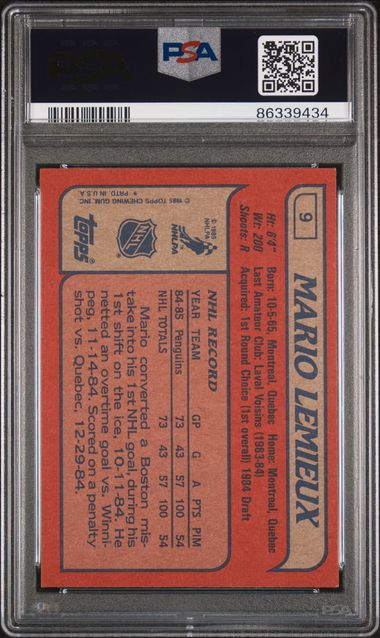 PSA
PSA
86339434
9
MARIO LEMIEUX
Ht: 6'4" Born: 10-5-65, Montreal, Quebec Home: Montreal, Quebec
Wt: 200 Last Amateur Club: Laval Voisins (1983-84)
Shoots: R Acquired: 1st Round Choice (1st overall) 1984 Draft
NHL RECORD
YEAR TEAM GP G A PTS PIM
84-85 Penguins 73 43 57 100 54
NHL TOTALS 73 43 57 100 54
Mario converted a Boston mis-
take into his 1st NHL goal, during his
1st shift on the ice, 10-11-84. He
netted an overtime goal vs. Winni-
peg, 11-14-84. Scored on a penalty
shot vs. Quebec, 12-29-84.
© 1985
NHLPA
NHLPA
NHL
topps®
© 1985 TOPPS CHEWING GUM, INC.
* PRTD. IN U.S.A.